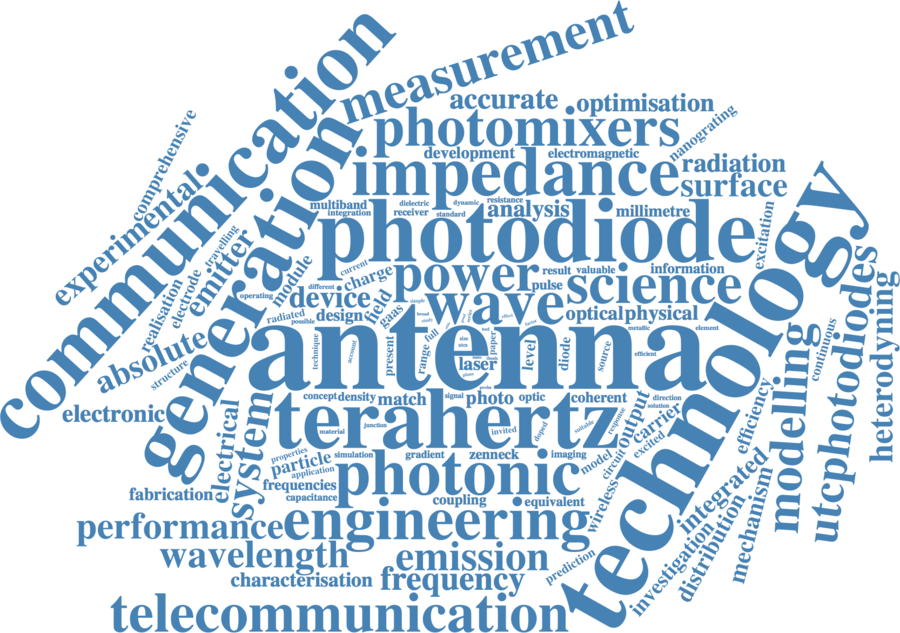 communication
measurement
accurate
optimisation
photomixers
nanograting
comprehensive
development
electromagnetic
generation
impedance
radiation
surface
experimental
multiband
dielectric
dynamic
resistance
integration
receiver
standard
analysis
millimetre
photodiode
technology
excitation
travelling
emitter
module
current
charge
power
result
valuable
information
pulse
science
utcphotodiodes
heterodyning
realisation
electrode
operating
different
device
field
wave
simple
optical
physical
radiated
possible
design
gaas
broad
effect
factor
metallic
element
absolute
structure
antenna
technique
account
present
range
full
laser
paper
level
diode
source
efficient
modelling
continuous
electronic
concept
density
match
signal
photo
optic
coherent
direction
solution
electrical
system
terahertz
material
junction
invited
doped
suitable
response
output
carrier
efficiency
properties
particle
application
simulation
gradient
zenneck
imaging
model
circuit
excited
integrated
fabrication
frequencies
capacitance
photonic
coupling
equivalent
wireless
mechanism
performance
engineering
investigation
distribution
wavelength
emission
prediction
characterisation
frequency
telecommunication